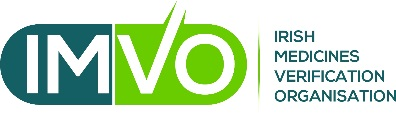 IMVO
IRISH
MEDICINES
VERIFICATION
ORGANISATION